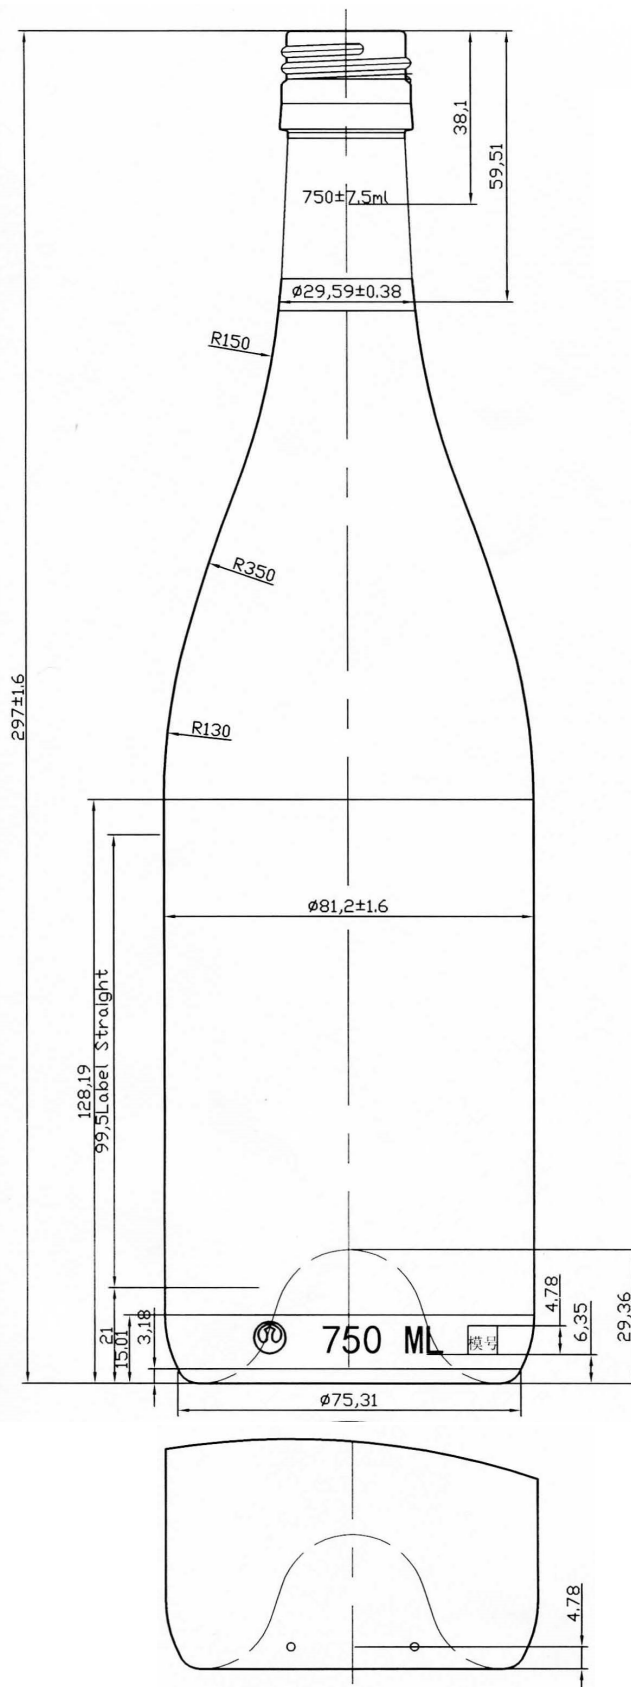 38,1
59,51
750±7.5ml
ø29,59±0.38
R150
R350
297±1.6
R130
ø81,2±1.6
128,19
99,5Label Straight
21
15,01
3,18
750 ML
模号
4,78
6,35
29,36
ø75,31
4,78